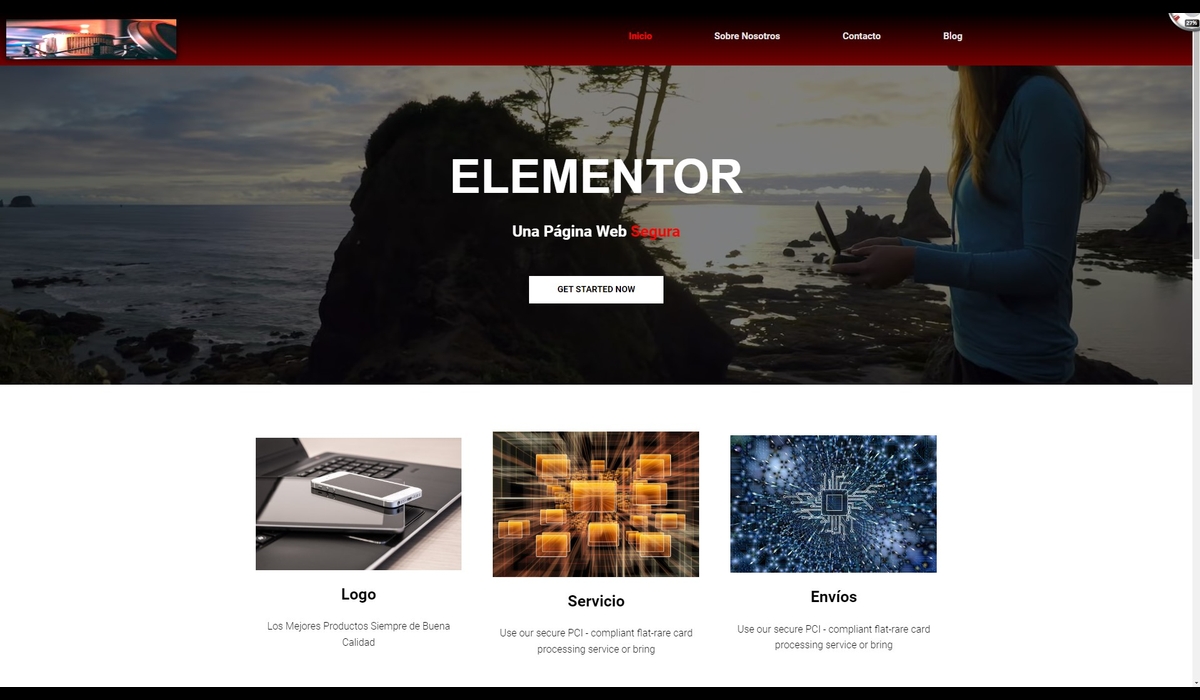 Inicio Sobre Nosotros Contacto Blog
27%
ELEMENTOR
Una Página Web Segura
GET STARTED NOW
Logo
Los Mejores Productos Siempre de Buena
Calidad
Servicio
Use our secure PCI - compliant flat-rare card
processing service or bring
Envíos
Use our secure PCI - compliant flat-rare card
processing service or bring